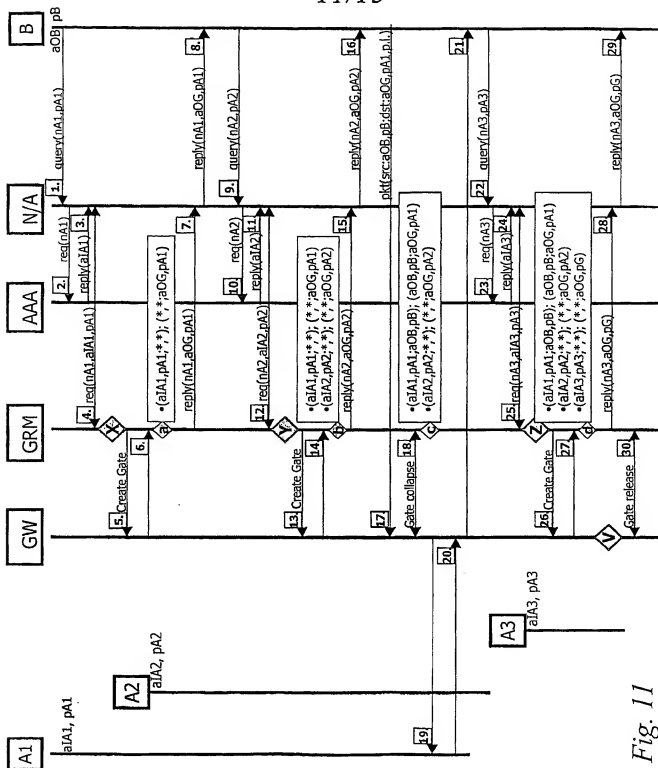 A1
A2
A3
GW
GRM
AAA
N/A
B
aIA1, pA1
aIA2, pA2
aIA3, pA3
aOB, pB
1. query(nA1,pA1)
2. req(nA1)
3. reply(aIA1)
4. req(nA1,aIA1,pA1)
X
5. Create Gate
6.
a
•(aIA1,pA1;*,*); (*,*;aOG,pA1)
7. reply(nA1,aOG,pA1)
8. reply(nA1,aOG,pA1)
9. query(nA2,pA2)
10. req(nA2)
11. reply(aIA2)
12. req(nA2,aIA2,pA2)
Y
13. Create Gate
14.
b
•(aIA1,pA1;*,*); (*,*;aOG,pA1)
•(aIA2,pA2;*,*); (*,*;aOG,pA2)
15. reply(nA2,aOG,pA2)
16. reply(nA2,aOG,pA2)
17. pkt(src:aOB,pB;dst:aOG,pA1,p.l.)
18. Gate collapse
c
•(aIA1,pA1;aOB,pB); (aOB,pB;aOG,pA1)
•(aIA2,pA2;*,*); (*,*;aOG,pA2)
19.
20.
21.
22. query(nA3,pA3)
23. req(nA3)
24. reply(aIA3)
25. req(nA3,aIA3,pA3)
Z
26. Create Gate
27.
d
•(aIA1,pA1;aOB,pB); (aOB,pB;aOG,pA1)
•(aIA2,pA2;*,*); (*,*;aOG,pA2)
•(aIA3,pA3;*,*); (*,*;aOG,pG)
28. reply(nA3,aOG,pG)
29. reply(nA3,aOG,pG)
V
30. Gate release
Fig. 11